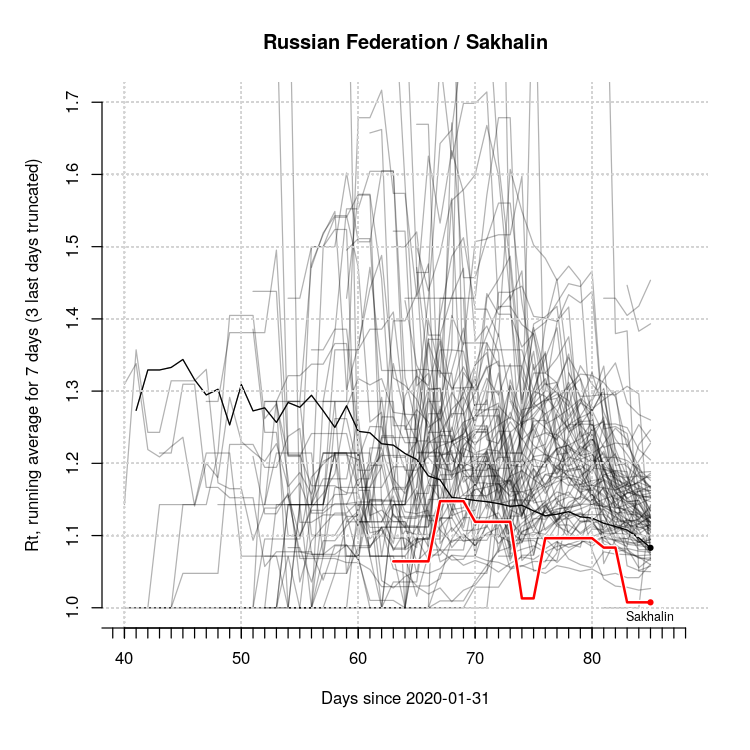 Russian Federation / Sakhalin
Rt, running average for 7 days (3 last days truncated)
1.7
1.6
1.5
1.4
1.3
1.2
1.1
1.0
Sakhalin
40 50 60 70 80
Days since 2020-01-31